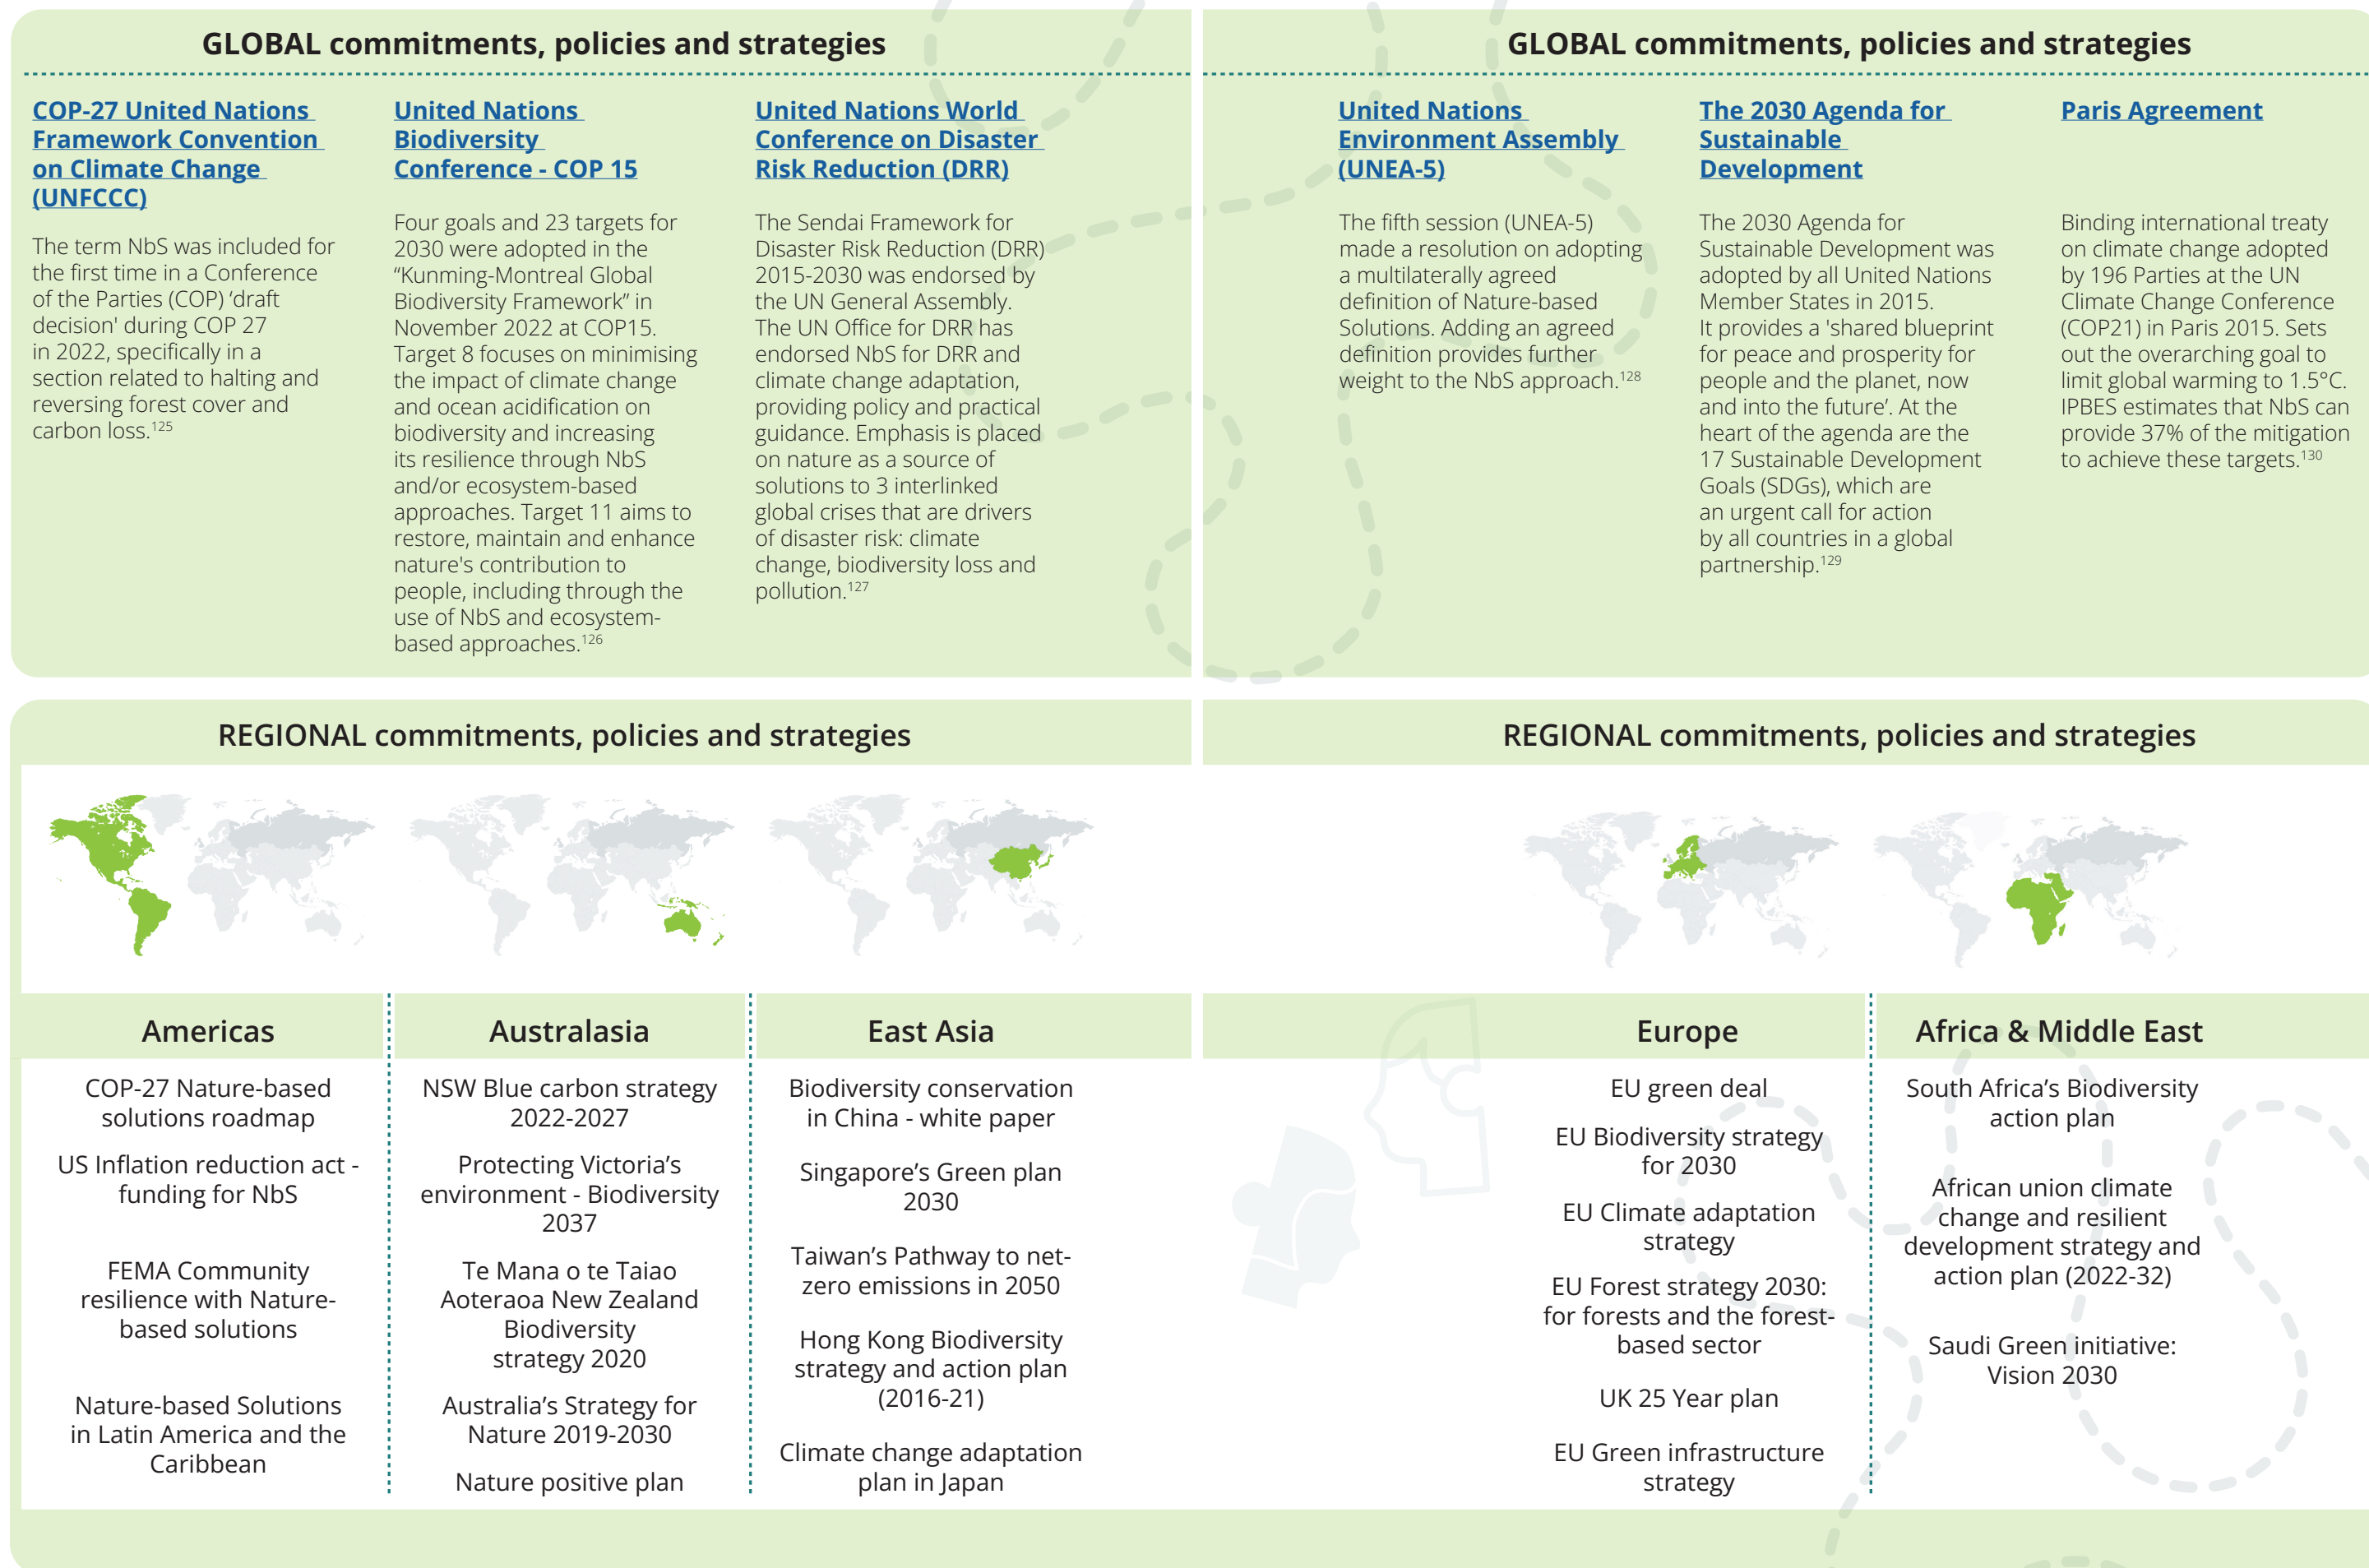 GLOBAL commitments, policies and strategies
COP-27 United Nations
Framework Convention
on Climate Change
(UNFCCC)
The term NbS was included for
the first time in a Conference
of the Parties (COP) ‘draft
decision' during COP 27
in 2022, specifically in a
section related to halting and
reversing forest cover and
carbon loss.125
United Nations
Biodiversity
Conference - COP 15
Four goals and 23 targets for
2030 were adopted in the
“Kunming-Montreal Global
Biodiversity Framework” in
November 2022 at COP15.
Target 8 focuses on minimising
the impact of climate change
and ocean acidification on
biodiversity and increasing
its resilience through NbS
and/or ecosystem-based
approaches. Target 11 aims to
restore, maintain and enhance
nature's contribution to
people, including through the
use of NbS and ecosystem-
based approaches.126
United Nations World
Conference on Disaster
Risk Reduction (DRR)
The Sendai Framework for
Disaster Risk Reduction (DRR)
2015-2030 was endorsed by
the UN General Assembly.
The UN Office for DRR has
endorsed NbS for DRR and
climate change adaptation,
providing policy and practical
guidance. Emphasis is placed
on nature as a source of
solutions to 3 interlinked
global crises that are drivers
of disaster risk: climate
change, biodiversity loss and
pollution.127
GLOBAL commitments, policies and strategies
United Nations
Environment Assembly
(UNEA-5)
The fifth session (UNEA-5)
made a resolution on adopting
a multilaterally agreed
definition of Nature-based
Solutions. Adding an agreed
definition provides further
weight to the NbS approach.128
The 2030 Agenda for
Sustainable
Development
The 2030 Agenda for
Sustainable Development was
adopted by all United Nations
Member States in 2015.
It provides a 'shared blueprint
for peace and prosperity for
people and the planet, now
and into the future’. At the
heart of the agenda are the
17 Sustainable Development
Goals (SDGs), which are
an urgent call for action
by all countries in a global
partnership.129
Paris Agreement
Binding international treaty
on climate change adopted
by 196 Parties at the UN
Climate Change Conference
(COP21) in Paris 2015. Sets
out the overarching goal to
limit global warming to 1.5°C.
IPBES estimates that NbS can
provide 37% of the mitigation
to achieve these targets.130
REGIONAL commitments, policies and strategies
Americas
COP-27 Nature-based
solutions roadmap
US Inflation reduction act -
funding for NbS
FEMA Community
resilience with Nature-
based solutions
Nature-based Solutions
in Latin America and the
Caribbean
Australasia
NSW Blue carbon strategy
2022-2027
Protecting Victoria’s
environment - Biodiversity
2037
Te Mana o te Taiao
Aoteraoa New Zealand
Biodiversity
strategy 2020
Australia’s Strategy for
Nature 2019-2030
Nature positive plan
East Asia
Biodiversity conservation
in China - white paper
Singapore’s Green plan
2030
Taiwan’s Pathway to net-
zero emissions in 2050
Hong Kong Biodiversity
strategy and action plan
(2016-21)
Climate change adaptation
plan in Japan
REGIONAL commitments, policies and strategies
Europe
EU green deal
EU Biodiversity strategy
for 2030
EU Climate adaptation
strategy
EU Forest strategy 2030:
for forests and the forest-
based sector
UK 25 Year plan
EU Green infrastructure
strategy
Africa & Middle East
South Africa’s Biodiversity
action plan
African union climate
change and resilient
development strategy and
action plan (2022-32)
Saudi Green initiative:
Vision 2030